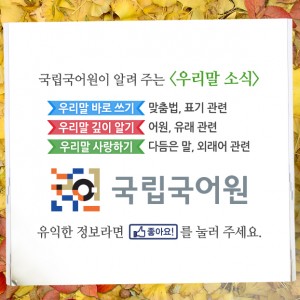 국립국어원이 알려 주는 <우리말 소식>
우리말 바로 쓰기 맞춤법, 표기 관련
우리말 깊이 알기 어원, 유래 관련
우리말 사랑하기 다듬은 말, 외래어 관련
국립국어원
유익한 정보라면 좋아요! 를 눌러 주세요.